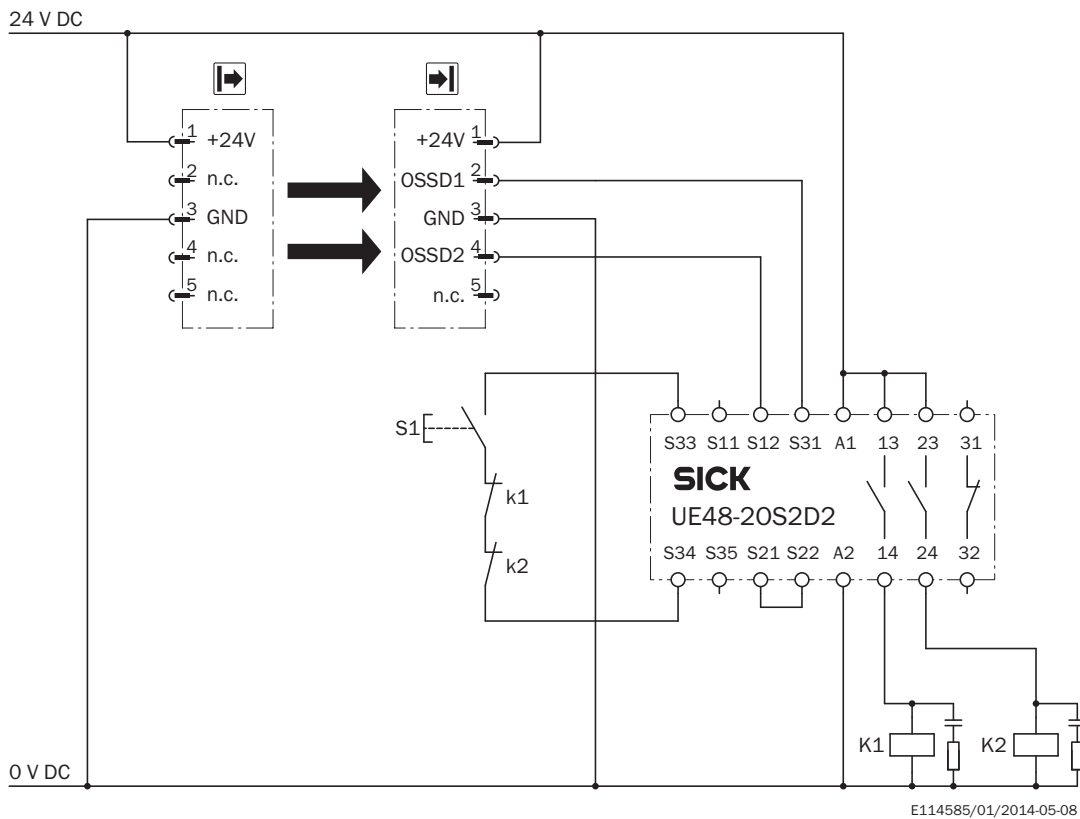 24 V DC
1 +24V
2 n.c.
3 GND
4 n.c.
5 n.c.
+24V 1
OSSD1 2
GND 3
OSSD2 4
n.c. 5
S1
k1
k2
S33 S11 S12 S31 A1 13 23 31
SICK
UE48-20S2D2
S34 S35 S21 S22 A2 14 24 32
K1 K2
0 V DC
E114585/01/2014-05-08